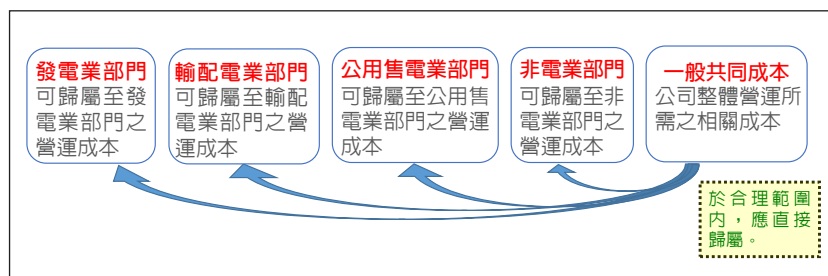 發電業部門
可歸屬至發
電業部門之
營運成本
輸配電業部門
可歸屬至輸配
電業部門之營
運成本
公用售電業部門
可歸屬至公用售
電業部門之營運
成本
非電業部門
可歸屬至非
電業部門之
營運成本
一般共同成本
公司整體營運所
需之相關成本
於合理範圍
內，應直接
歸屬。